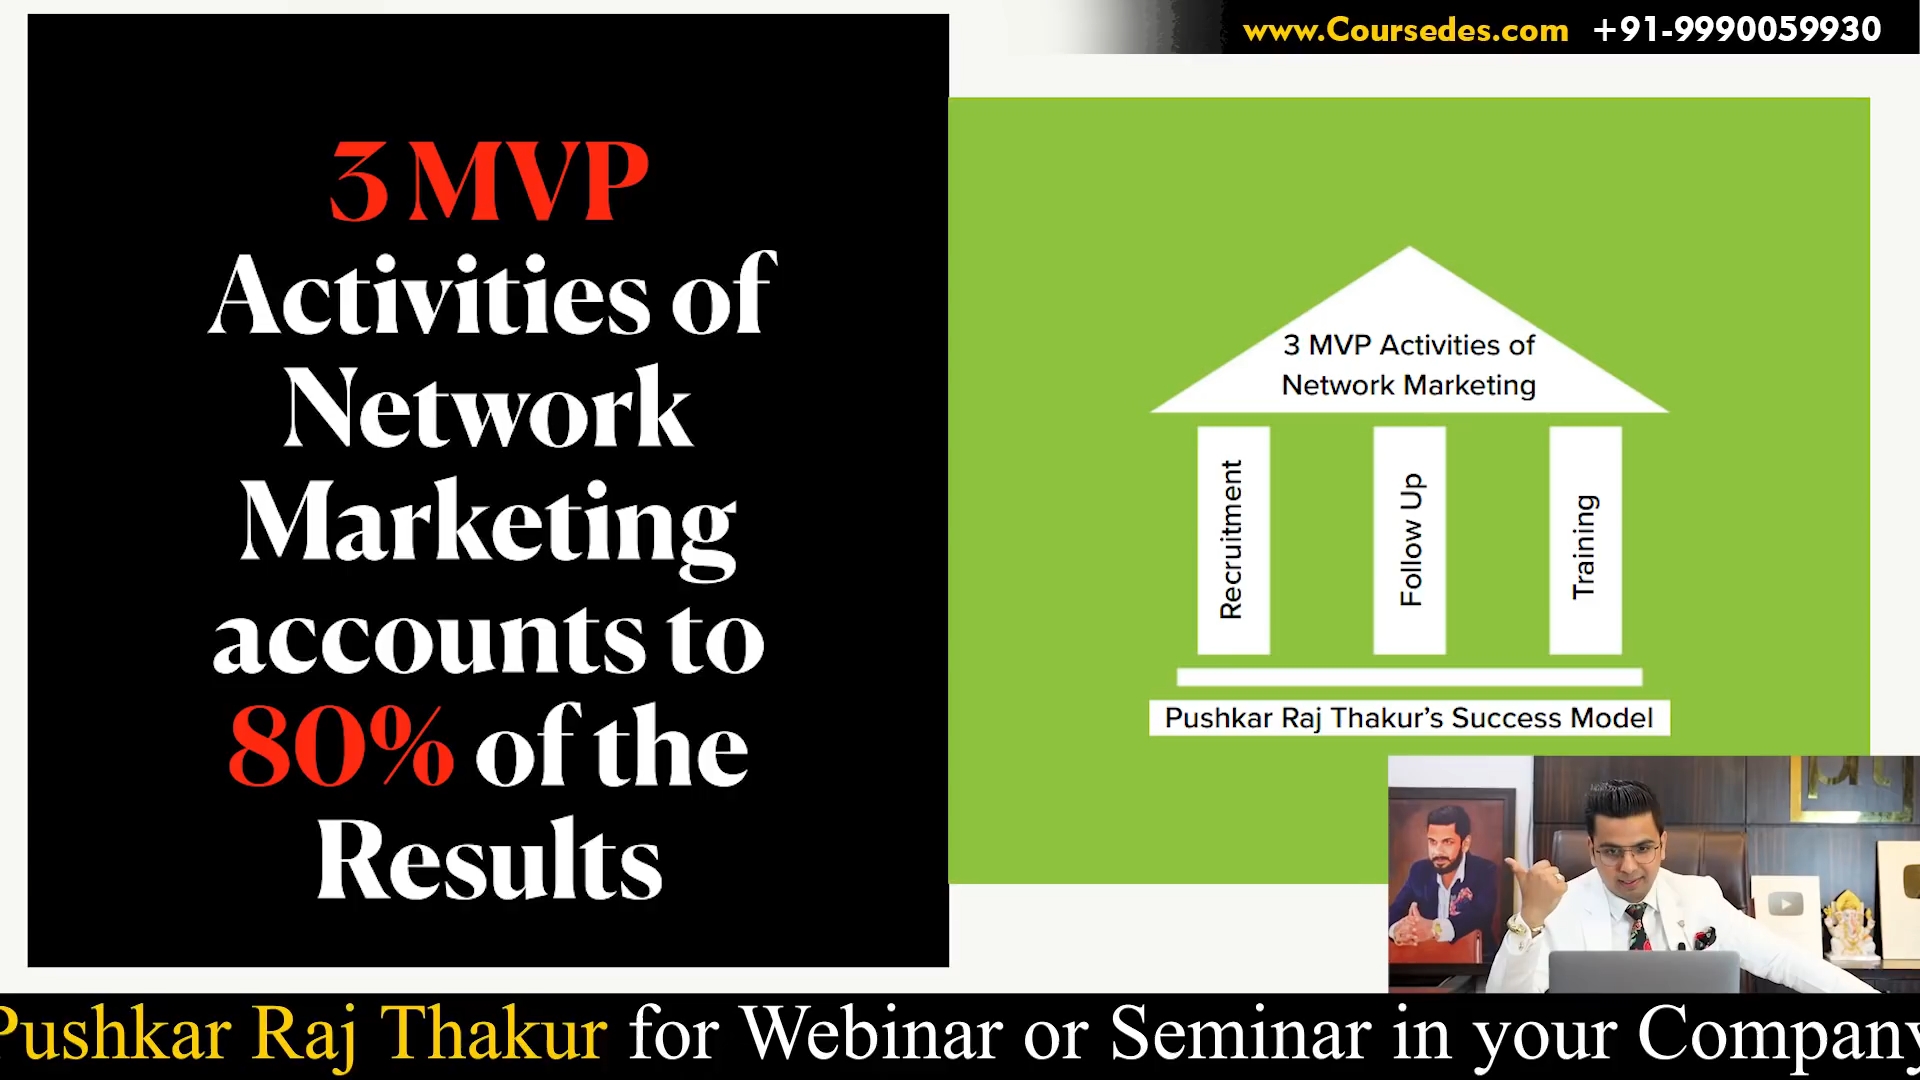 www.Coursedes.com +91-9990059930
3 MVP
Activities of
Network
Marketing
accounts to
80% of the
Results
3 MVP Activities of
Network Marketing
Recruitment
Follow Up
Training
Pushkar Raj Thakur's Success Model
Pushkar Raj Thakur for Webinar or Seminar in your Company